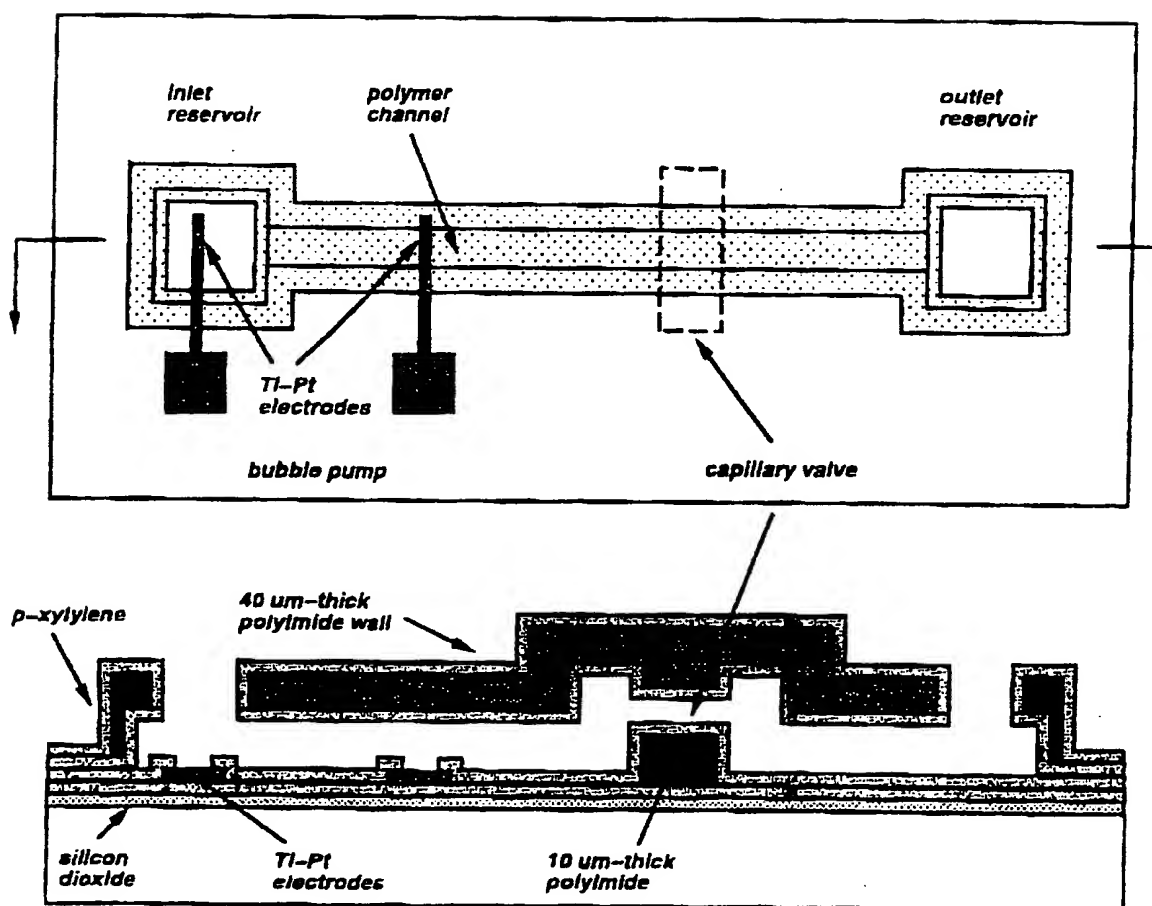 inlet
reservoir
polymer
channel
outlet
reservoir
Ti-Pt
electrodes
bubble pump
capillary valve
p-xylylene
40 um-thick
polyimide wall
silicon
dioxide
Ti-Pt
electrodes
10 um-thick
polyimide